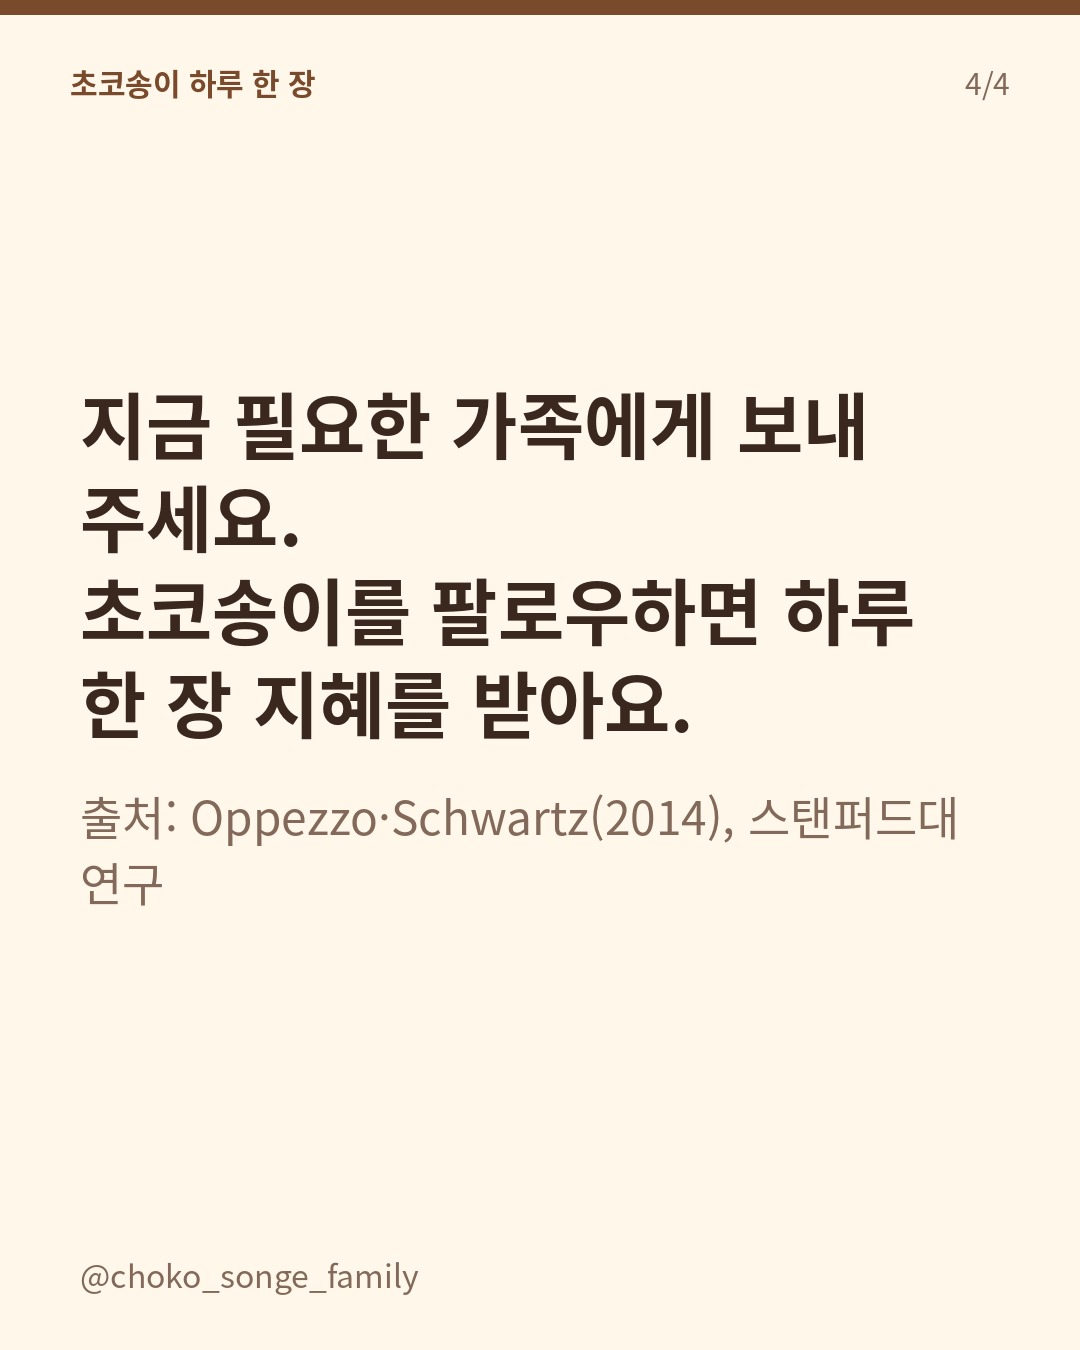 초코송이 하루 한 장
4/4
지금 필요한 가족에게 보내
주세요.
초코송이를 팔로우하면 하루
한 장 지혜를 받아요.
출처: Oppezzo·Schwartz(2014), 스탠퍼드대
연구
@choko_songe_family